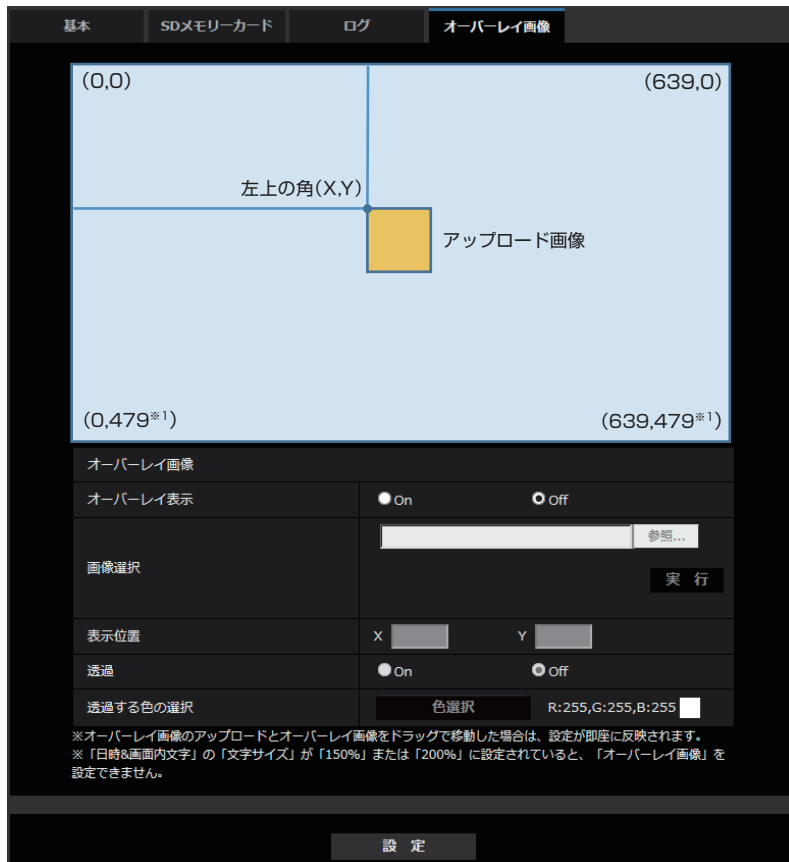 基本 SDメモリーカード ログ オーバーレイ画像
(0,0) (639,0)
左上の角(X,Y)
アップロード画像
(0,479※1) (639,479※1)
オーバーレイ画像
オーバーレイ表示 On Off
参照...
画像選択
実 行
表示位置 X Y
透過 On Off
透過する色の選択 色選択 R:255,G:255,B:255
※オーバーレイ画像のアップロードとオーバーレイ画像をドラッグで移動した場合は、設定が即座に反映されます。
※「日時&画面内文字」の「文字サイズ」が「150%」または「200%」に設定されていると、「オーバーレイ画像」を
設定できません。
設 定